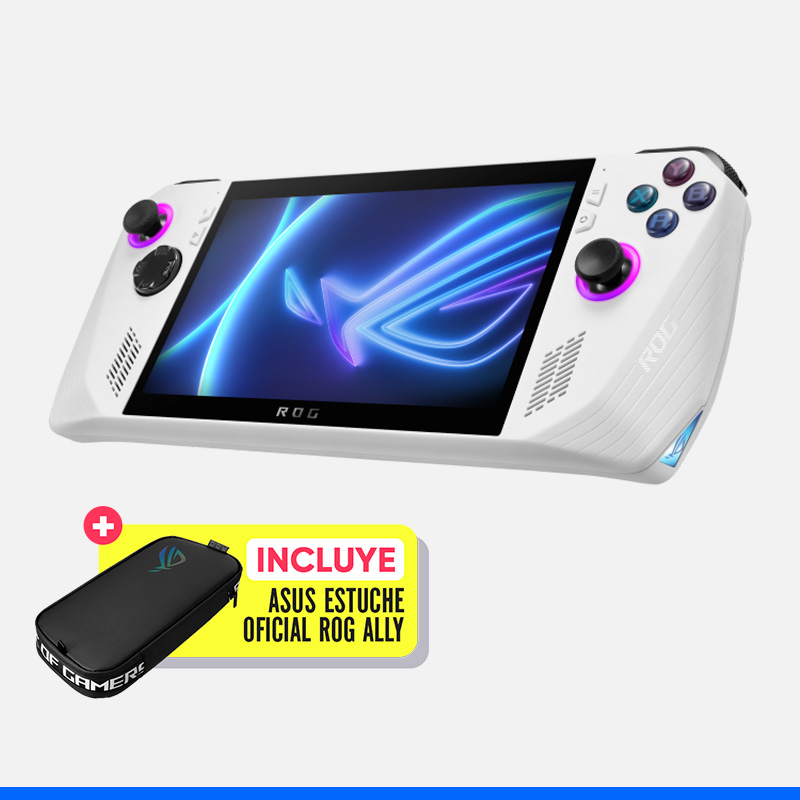 Y
X
B
A
ROG
ROG
INCLUYE
ASUS ESTUCHE
OFICIAL ROG ALLY
OF GAMERS